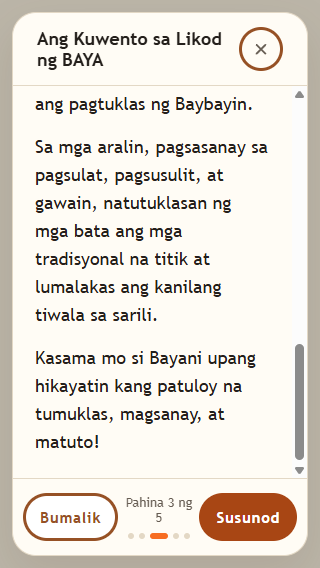 Ang Kuwento sa Likod
ng BAYA
ang pagtuklas ng Baybayin.
Sa mga aralin, pagsasanay sa
pagsulat, pagsusulit, at
gawain, natutuklasan ng
mga bata ang mga
tradisyonal na titik at
lumalakas ang kanilang
tiwala sa sarili.
Kasama mo si Bayani upang
hikayatin kang patuloy na
tumuklas, magsanay, at
matuto!
Bumalik
Pahina 3 ng
5
Susunod